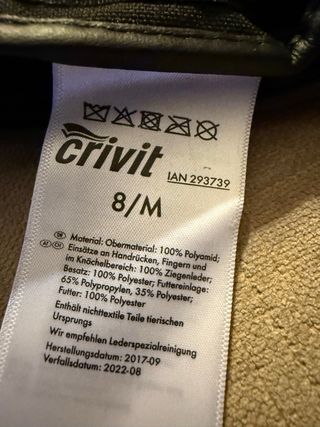 crivit
IAN 293739
8/M
DE AT CH Material: Obermaterial: 100% Polyamid;
Einsätze an Handrücken, Fingern und
im Knöchelbereich: 100% Ziegenleder;
Besatz: 100% Polyester; Futtereinlage:
65% Polypropylen, 35% Polyester;
Futter: 100% Polyester
Enthält nichttextile Teile tierischen
Ursprungs
Wir empfehlen Lederspezialreinigung
Herstellungsdatum: 2017-09
Verfallsdatum: 2022-08